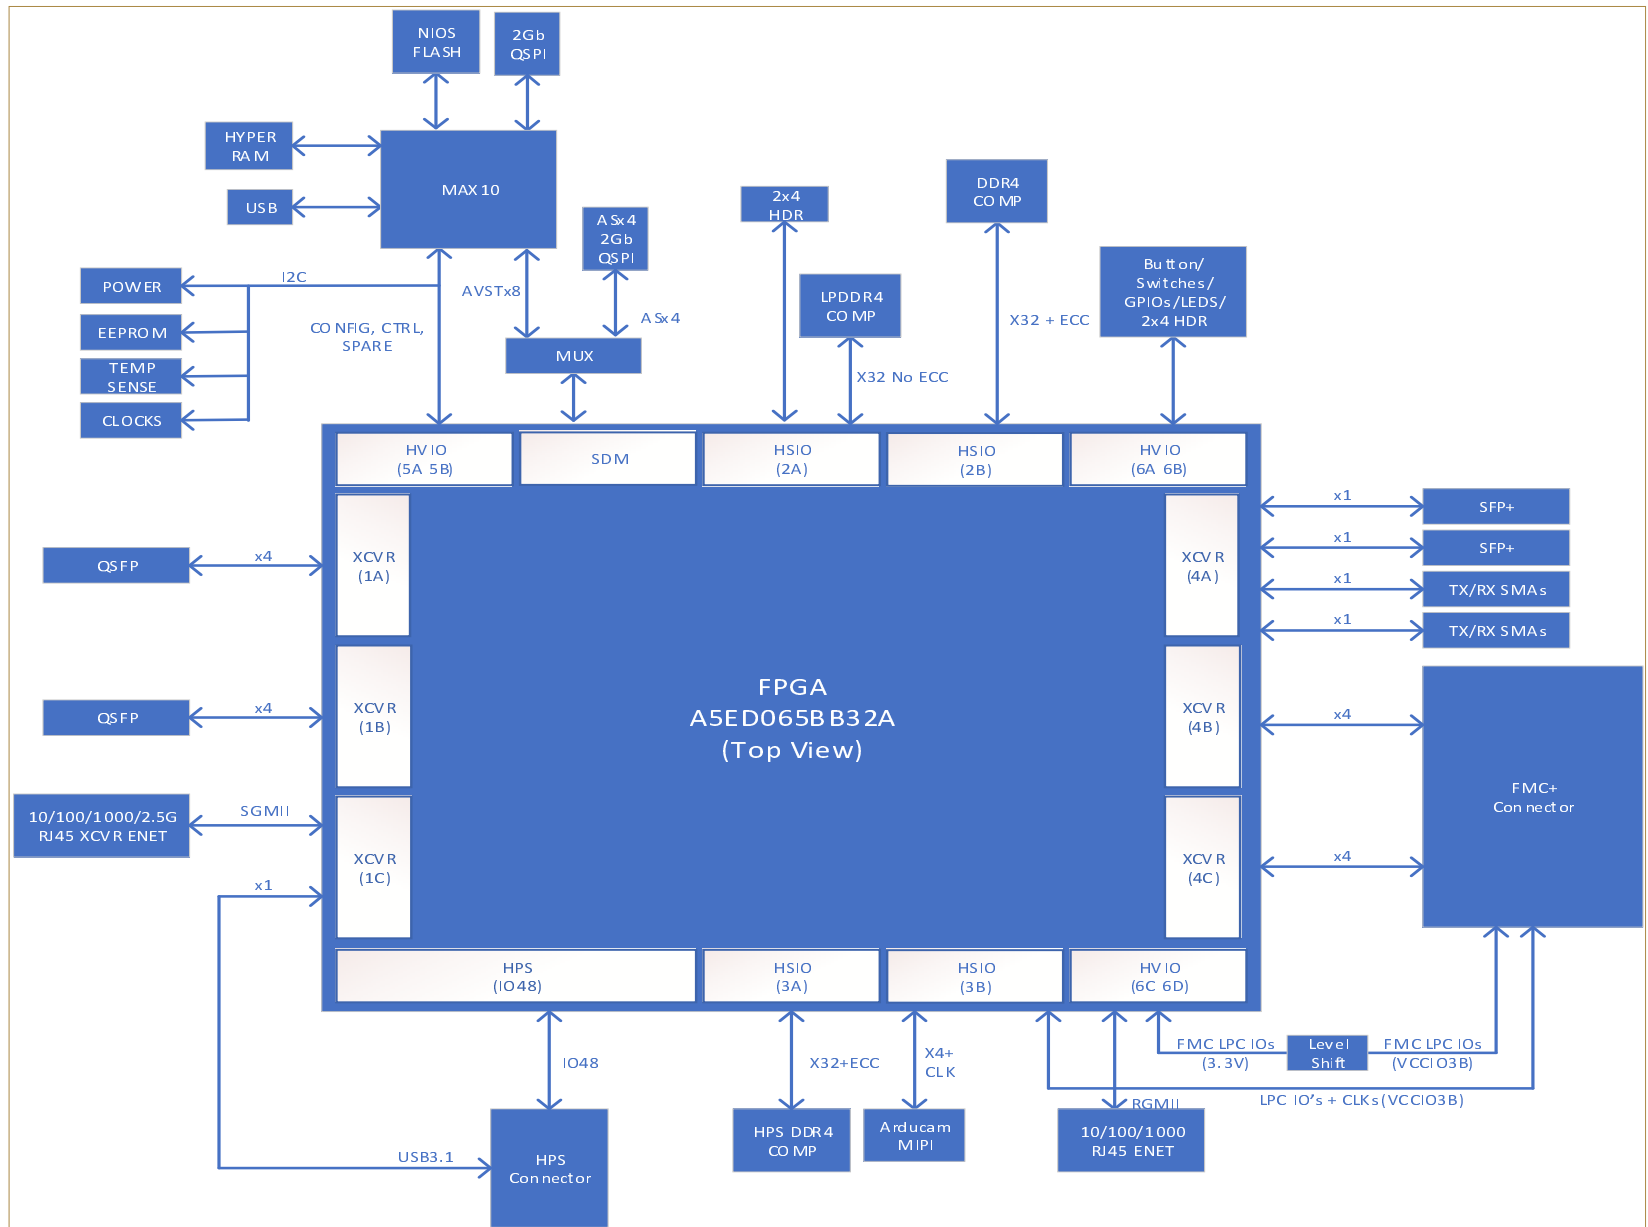 NIOS
FLASH
2Gb
QSPI
HYPER
RAM
USB
MAX10
ASx4
2Gb
QSPI
2x4
HDR
DDR4
COMP
Button/
Switches/
GPIOs/LEDS/
2x4 HDR
LPDDR4
COMP
POWER
EEPROM
TEMP
SENSE
CLOCKS
I2C
CONFIG, CTRL,
SPARE
AVSTx8
ASx4
MUX
X32 No ECC
X32 + ECC
HVIO
(5A 5B)
SDM
HSIO
(2A)
HSIO
(2B)
HVIO
(6A 6B)
QSFP
x4
XCVR
(1A)
XCVR
(4A)
x1
SFP+
x1
SFP+
x1
TX/RX SMAs
x1
TX/RX SMAs
QSFP
x4
XCVR
(1B)
FPGA
A5ED065BB32A
(Top View)
XCVR
(4B)
x4
FMC+
Connector
10/100/1000/2.5G
RJ45 XCVR ENET
SGMII
x1
XCVR
(1C)
XCVR
(4C)
x4
HPS
(IO48)
HSIO
(3A)
HSIO
(3B)
HVIO
(6C 6D)
IO48
X32+ECC
X4+
CLK
RGMII
FMC LPC IOs
(3.3V)
Level
Shift
FMC LPC IOs
(VCCIO3B)
LPC IO's + CLKs(VCCIO3B)
USB3.1
HPS
Connector
HPS DDR4
COMP
Arducam
MIPI
10/100/1000
RJ45 ENET